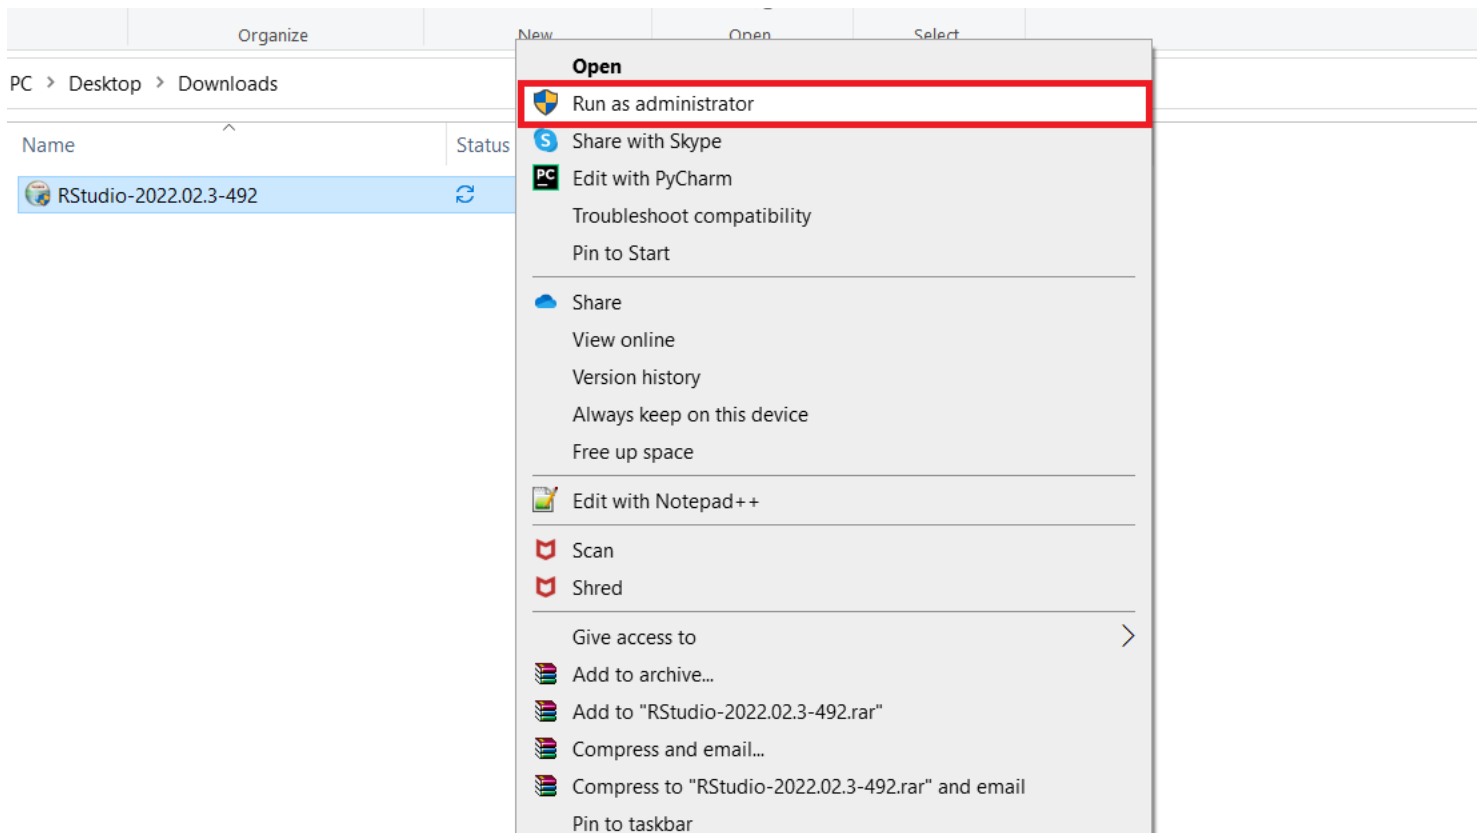 Organize New Open Select
PC > Desktop > Downloads
Name Status
RStudio-2022.02.3-492
Open
Run as administrator
S Share with Skype
PC Edit with PyCharm
Troubleshoot compatibility
Pin to Start
Share
View online
Version history
Always keep on this device
Free up space
Edit with Notepad++
Scan
Shred
Give access to
Add to archive...
Add to "RStudio-2022.02.3-492.rar"
Compress and email...
Compress to "RStudio-2022.02.3-492.rar" and email
Pin to taskbar